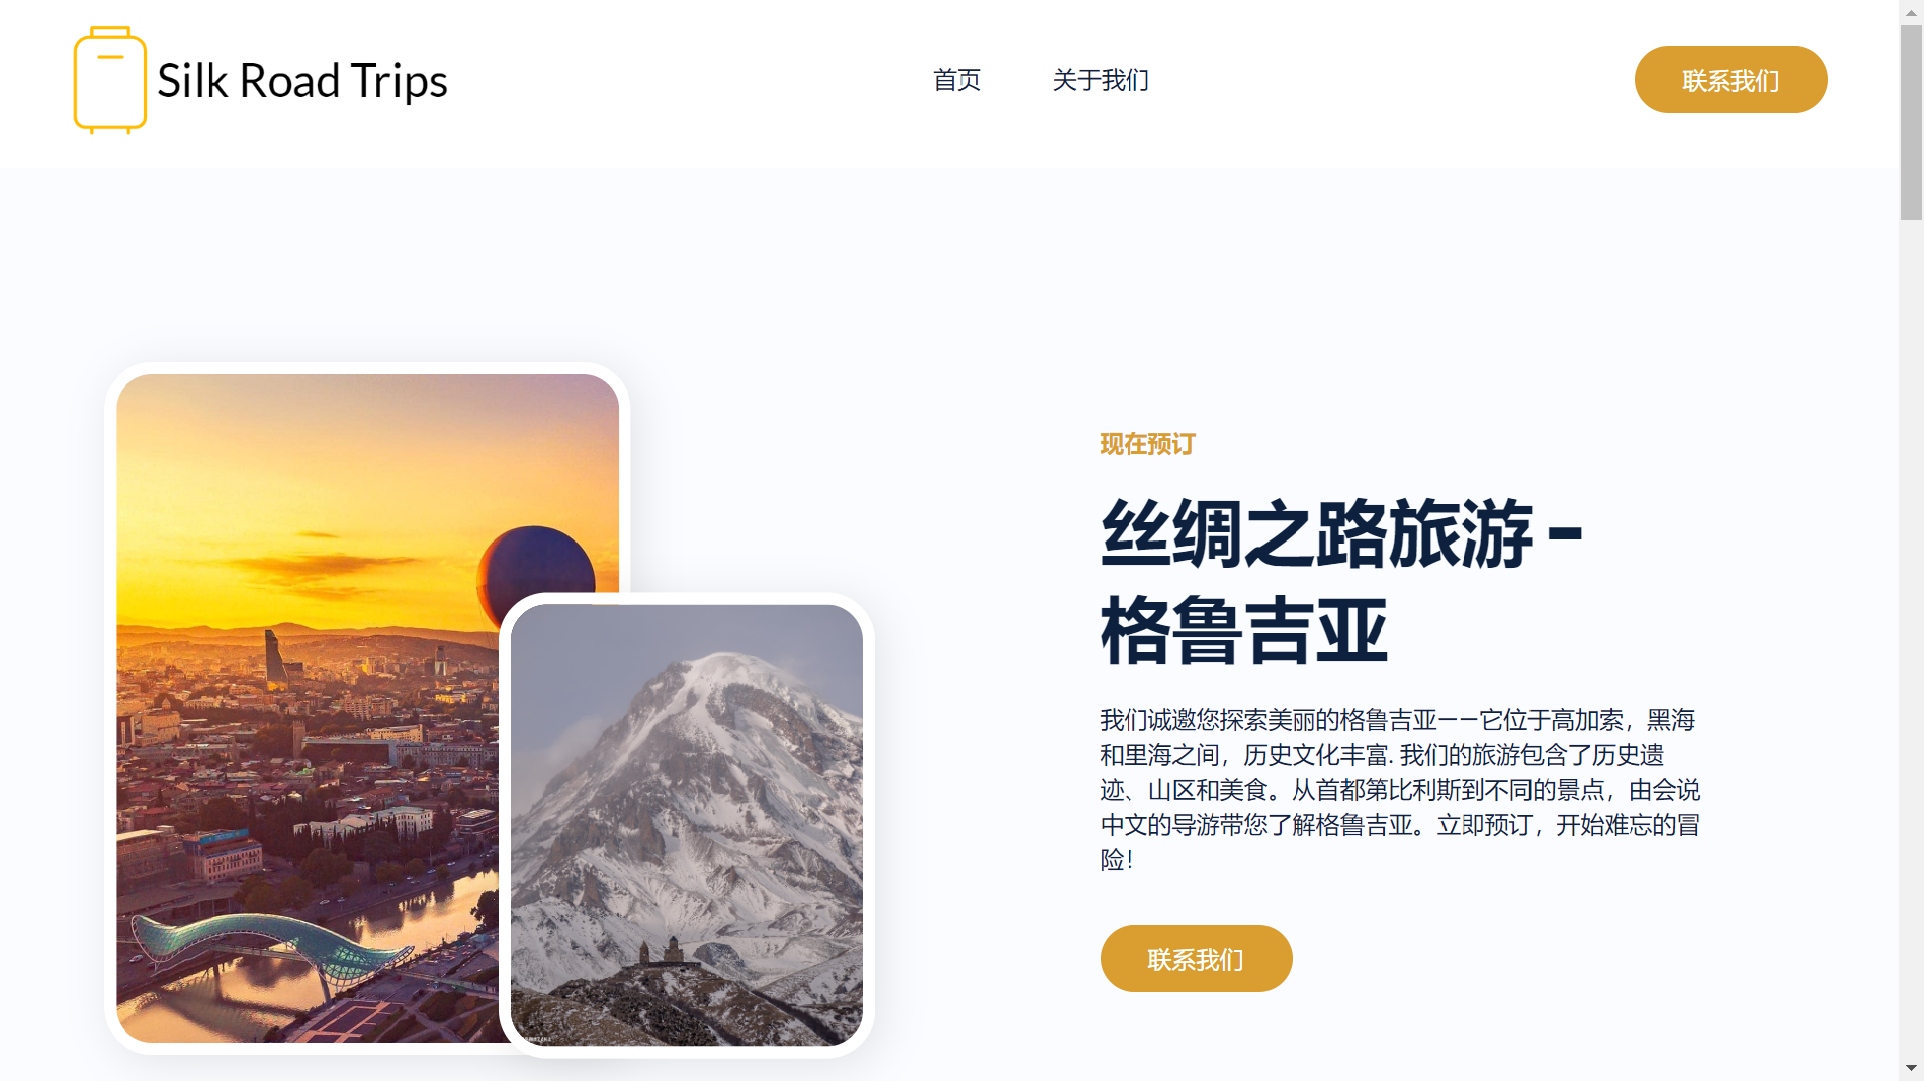 Silk Road Trips
首页
关于我们
联系我们
现在预订
丝绸之路旅游 -
格鲁吉亚
我们诚邀您探索美丽的格鲁吉亚——它位于高加索，黑海
和里海之间，历史文化丰富. 我们的旅游包含了历史遗
迹、山区和美食。从首都第比利斯到不同的景点，由会说
中文的导游带您了解格鲁吉亚。立即预订，开始难忘的冒
险！
联系我们